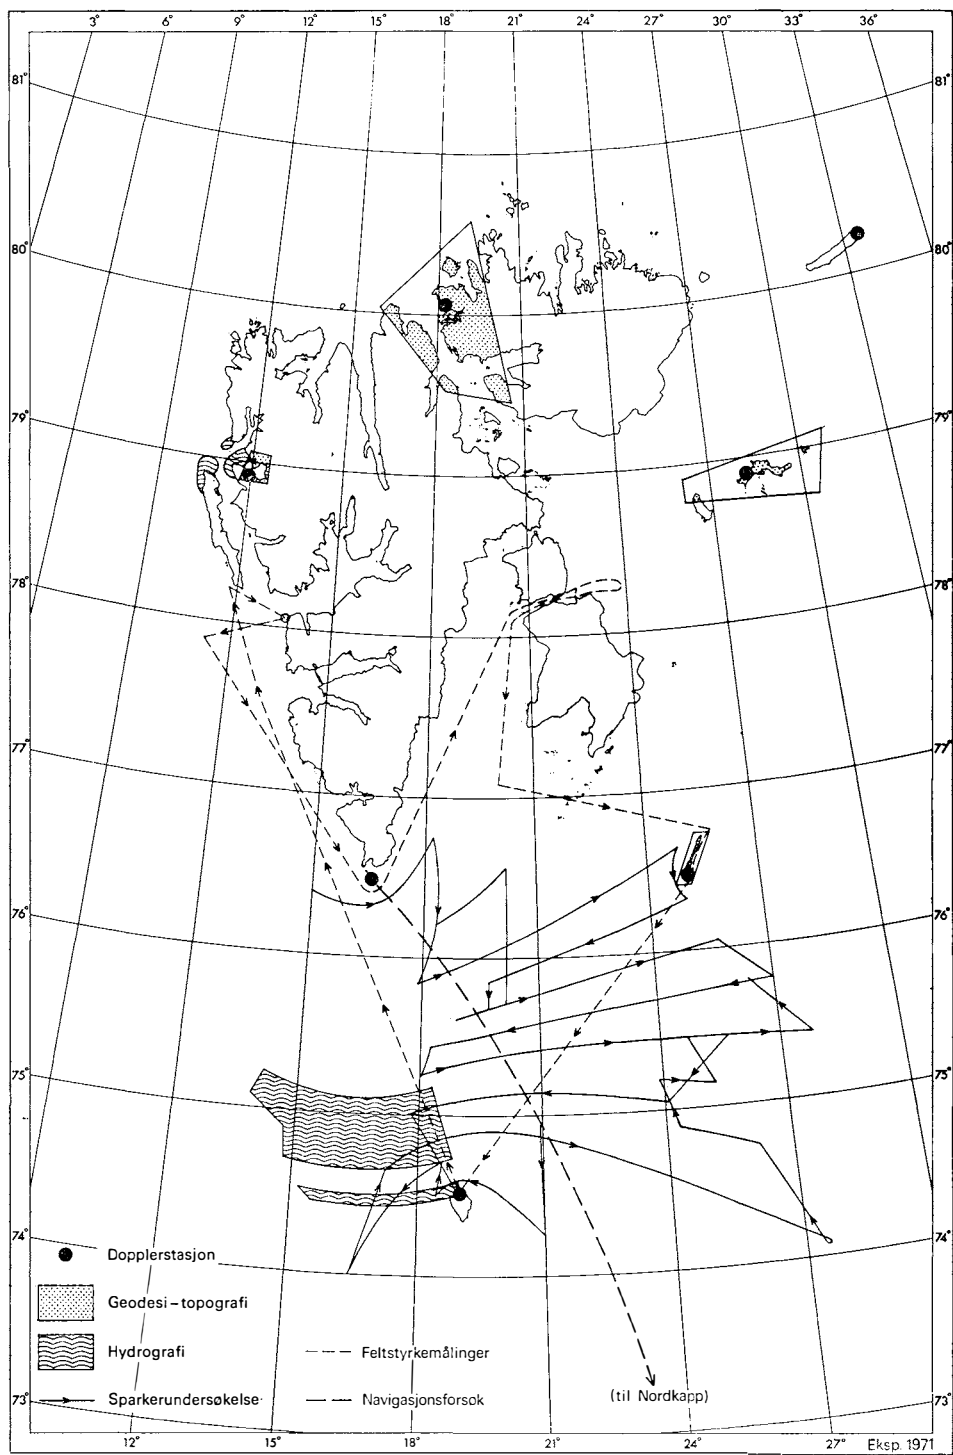 3° 6° 9° 12° 15° 18° 21° 24° 27° 30° 33° 36°
81° 81°
80° 80°
79° 79°
78° 78°
77° 77°
76° 76°
75° 75°
74° 74°
Dopplerstasjon
Geodesi–topografi
Hydrografi
Feltstyrkemålinger
Sparkerundersøkelse
Navigasjonsforsøk
(til Nordkapp)
73° 73°
12° 15° 18° 21° 24° 27°
Eksp. 1971